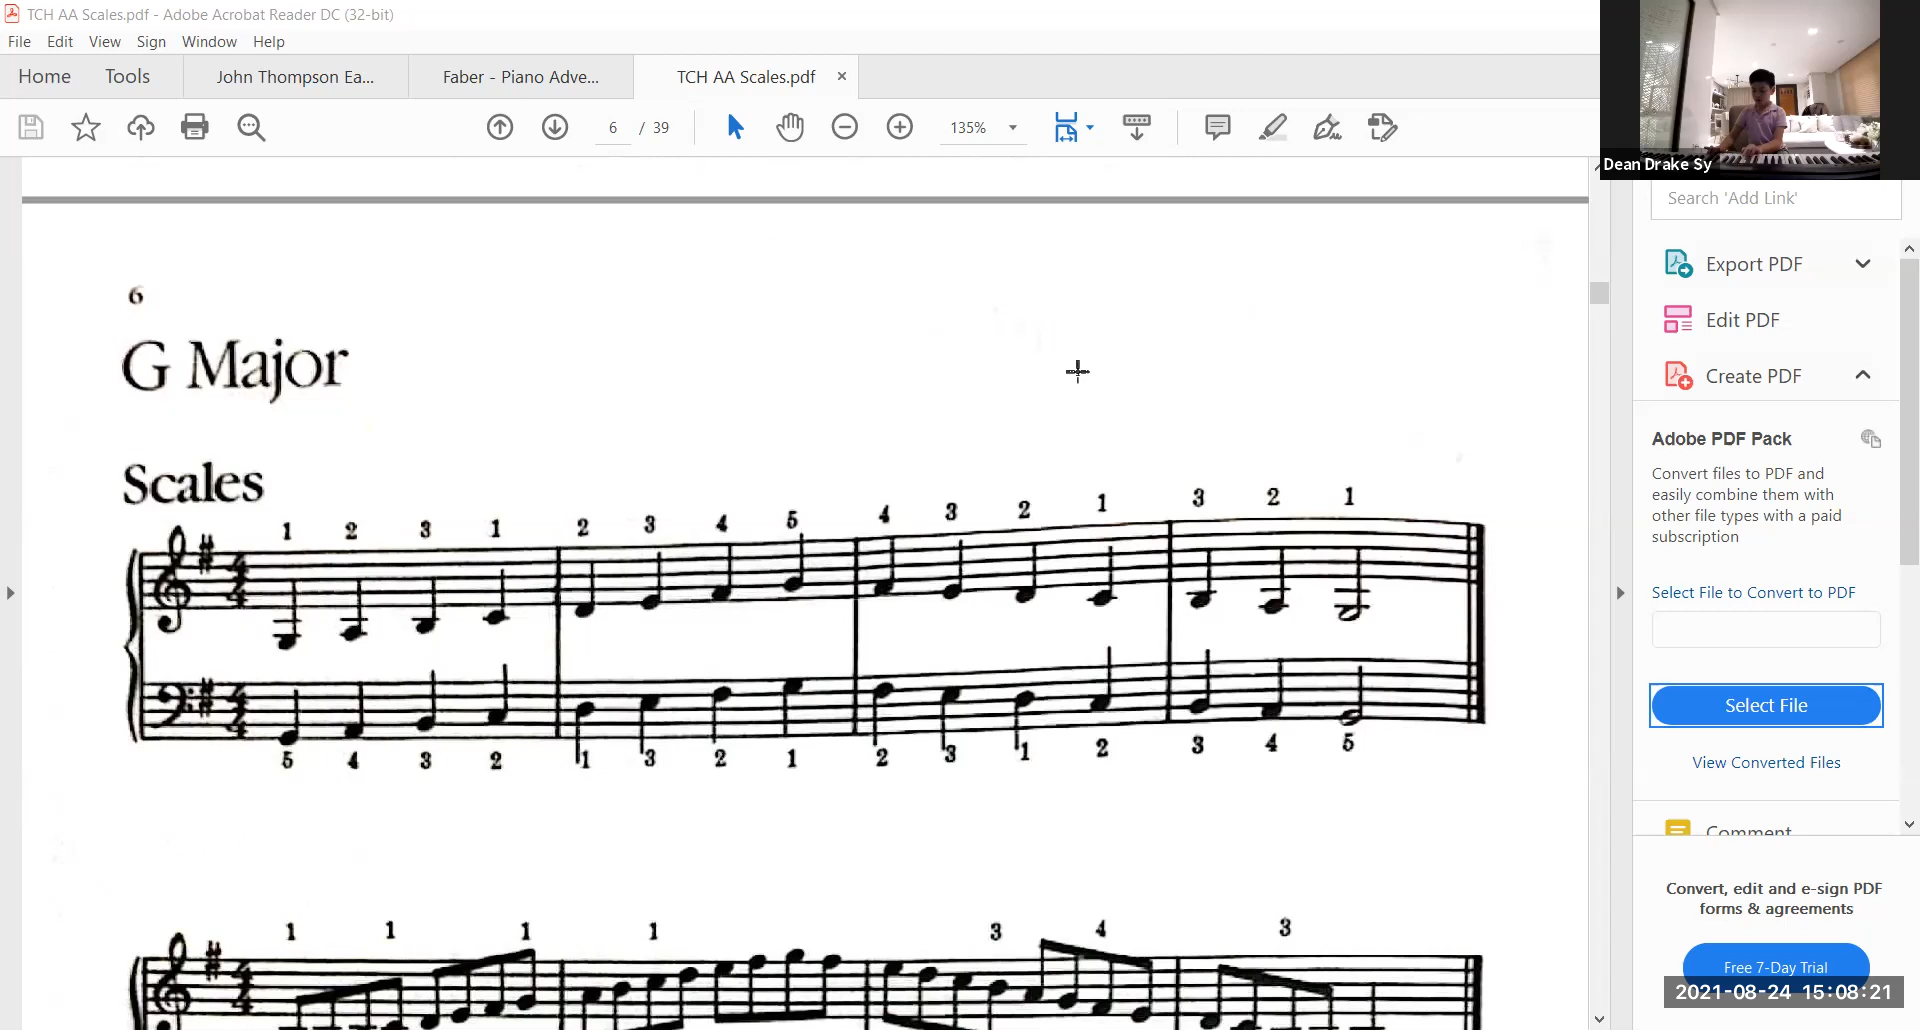 TCH AA Scales.pdf - Adobe Acrobat Reader DC (32-bit)
File Edit View Sign Window Help
Home Tools John Thompson Ea... Faber - Piano Adve... TCH AA Scales.pdf ×
6 / 39 135%
Dean Drake Sy
Search 'Add Link'
Export PDF
Edit PDF
Create PDF
Adobe PDF Pack
Convert files to PDF and
easily combine them with
other file types with a paid
subscription
Select File to Convert to PDF
Select File
View Converted Files
Comment
Convert, edit and e-sign PDF
forms & agreements
Free 7-Day Trial
2021-08-24 15:08:21
6
G Major
Scales
1 2 3 1 2 3 4 5 4 3 2 1 3 2 1
4 4
4 4
5 4 3 2 1 3 2 1 2 3 1 2 3 4 5
1 1 1 1 3 4 3
4 4